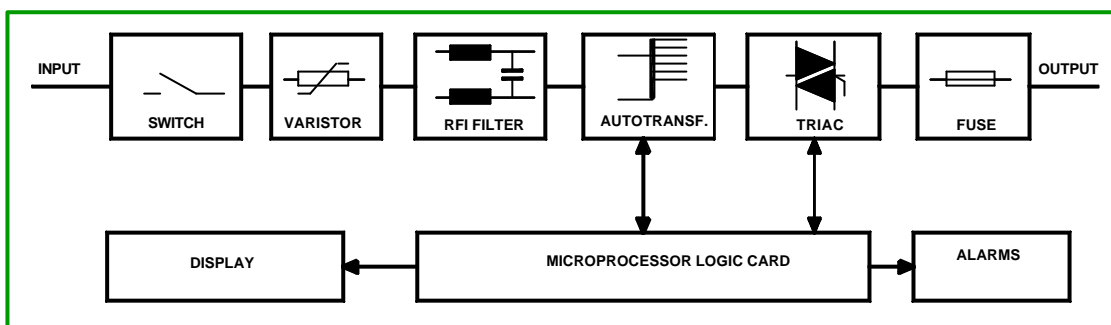 INPUT
SWITCH
VARISTOR
RFI FILTER
AUTOTRANSF.
TRIAC
FUSE
OUTPUT
DISPLAY
MICROPROCESSOR LOGIC CARD
ALARMS